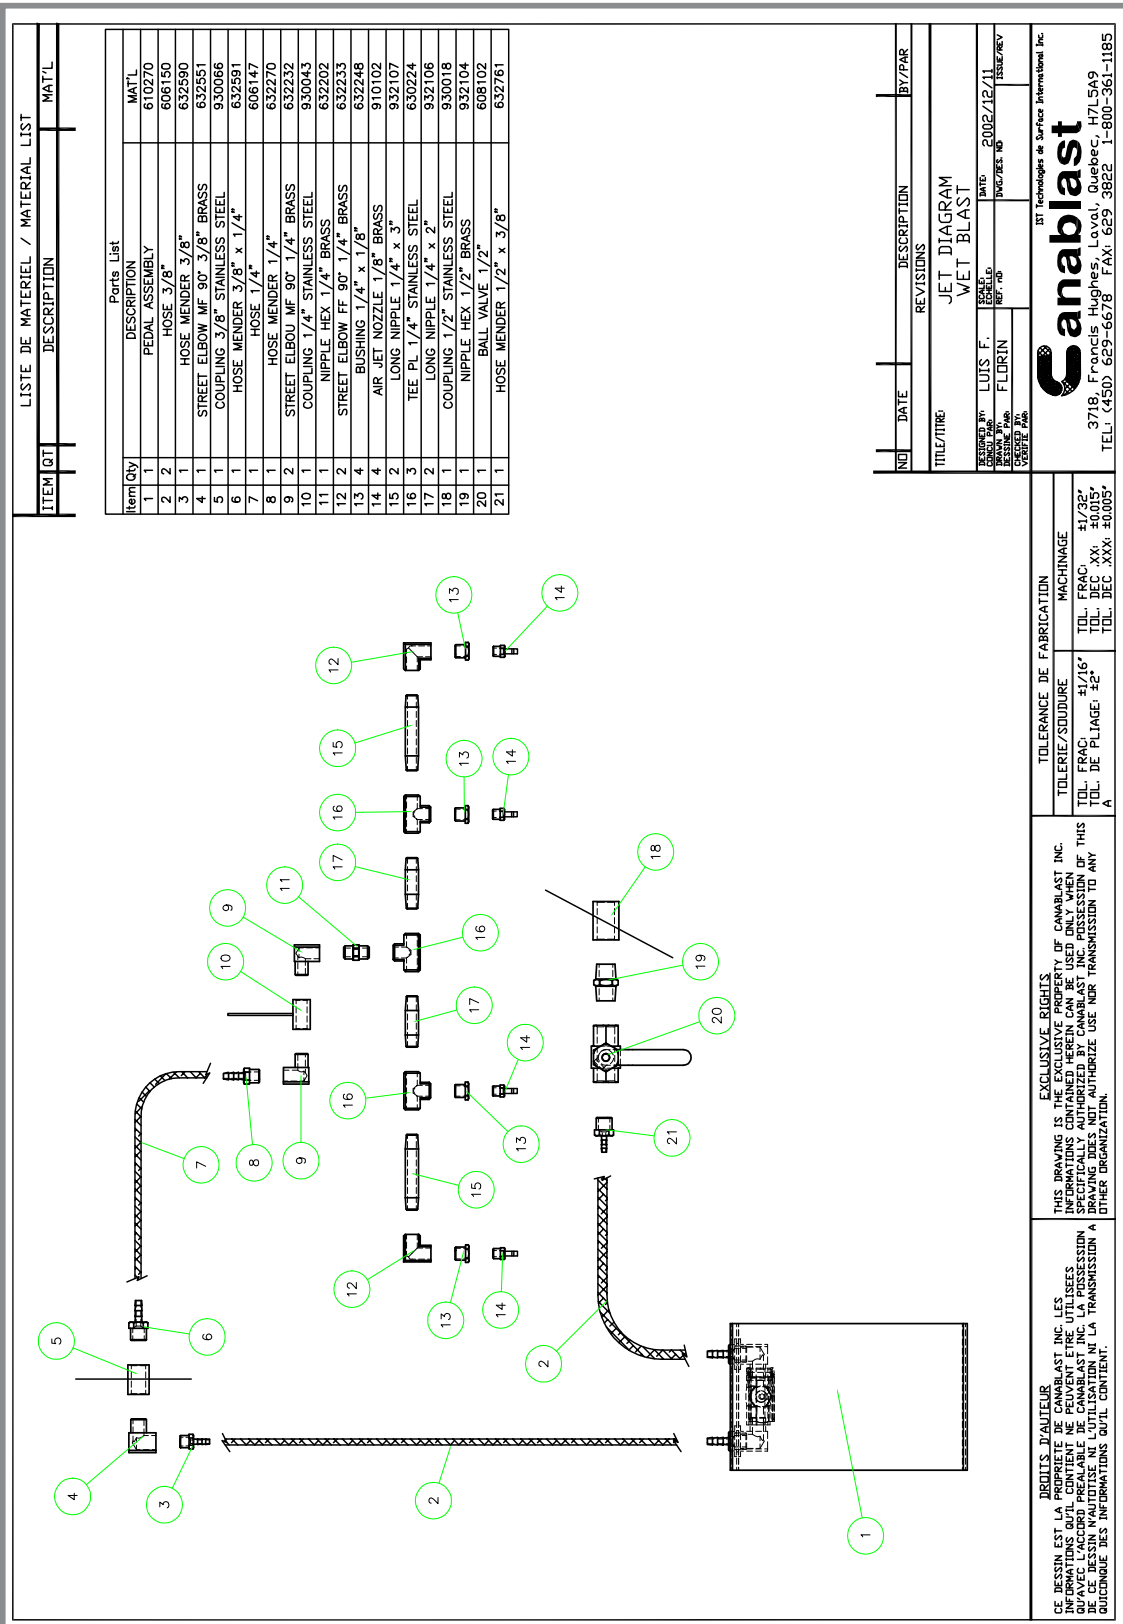 LISTE DE MATERIEL / MATERIAL LIST
ITEM QT DESCRIPTION MAT'L
Parts List
Item Qty DESCRIPTION MAT'L
1 1 PEDAL ASSEMBLY 610270
2 2 HOSE 3/8" 606150
3 1 HOSE MENDER 3/8" 632590
4 1 STREET ELBOW MF 90° 3/8" BRASS 632551
5 1 COUPLING 3/8" STAINLESS STEEL 930066
6 1 HOSE MENDER 3/8" x 1/4" 632591
7 1 HOSE 1/4" 606147
8 1 HOSE MENDER 1/4" 632270
9 2 STREET ELBOU MF 90° 1/4" BRASS 632232
10 1 COUPLING 1/4" STAINLESS STEEL 930043
11 1 NIPPLE HEX 1/4" BRASS 632202
12 2 STREET ELBOW FF 90° 1/4" BRASS 632233
13 4 BUSHING 1/4" x 1/8" 632248
14 4 AIR JET NOZZLE 1/8" BRASS 910102
15 2 LONG NIPPLE 1/4" x 3" 932107
16 3 TEE PL 1/4" STAINLESS STEEL 630224
17 2 LONG NIPPLE 1/4" x 2" 932106
18 1 COUPLING 1/2" STAINLESS STEEL 930018
19 1 NIPPLE HEX 1/2" BRASS 932104
20 1 BALL VALVE 1/2" 608102
21 1 HOSE MENDER 1/2" x 3/8" 632761
4
5
3
6
7
8
9
10
9
11
12
15
16
17
16
17
16
15
12
13
14
13
14
13
14
13
14
18
19
20
21
2
2
1
NO DATE DESCRIPTION BY/PAR
REVISIONS
TITLE/TITRE:
JET DIAGRAM
WET BLAST
DESIGNED BY:
CONCU PAR:
LUIS F.
SCALE:
ECHELLE:
DATE:
2002/12/11
DRAWN BY:
DESSINE PAR:
FLORIN
REF. nO
DWG./DES. NO:
ISSUE/REV
CHECKED BY:
VERIFIE PAR:
IST Technologies de Surface International Inc.
Canablast
3718, Francis Hughes, Laval, Quebec, H7L5A9
TEL: (450) 629-6678 FAX: 629 3822 1-800-361-1185
TOLERANCE DE FABRICATION
TOLERIE/SOUDURE
TOL. FRAC: ±1/16"
TOL. DE PLIAGE: ±2°
A
MACHINAGE
TOL. FRAC: ±1/32"
TOL. DEC .XX: ±0.015"
TOL. DEC .XXX: ±0.005"
EXCLUSIVE RIGHTS
THIS DRAWING IS THE EXCLUSIVE PROPERTY OF CANABLAST INC.
INFORMATIONS CONTAINED HEREIN CAN BE USED ONLY WHEN
SPECIFICALLY AUTHORIZED BY CANABLAST INC. POSSESSION OF THIS
DRAWING DOES NOT AUTHORIZE USE NOR TRANSMISSION TO ANY
OTHER ORGANIZATION.
DROITS D'AUTEUR
CE DESSIN EST LA PROPRIETE DE CANABLAST INC. LES
INFORMATIONS QU'IL CONTIENT NE PEUVENT ETRE UTILISEES
QU'AVEC L'ACCORD PREALABLE DE CANABLAST INC. LA POSSESSION
DE CE DESSIN N'AUTOTISE NI L'UTILISATION NI LA TRANSMISSION A
QUICONQUE DES INFORMATIONS QU'IL CONTIENT.